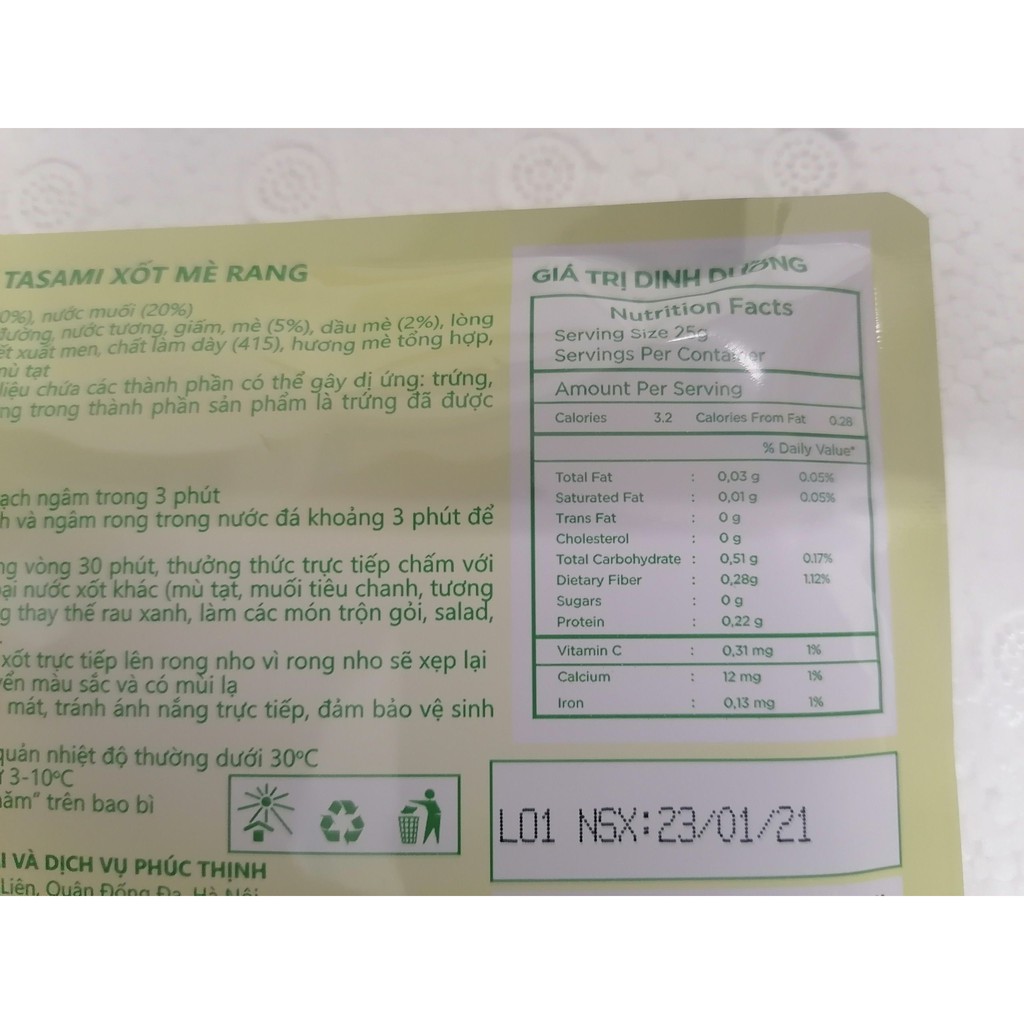 TASAMI XỐT MÈ RANG
0%), nước muối (20%)
đường, nước tương, giấm, mè (5%), dầu mè (2%), lòng
ết xuất men, chất làm dày (415), hương mè tổng hợp,
mù tạt
liệu chứa các thành phần có thể gây dị ứng: trứng,
ng trong thành phần sản phẩm là trứng đã được
ạch ngâm trong 3 phút
h và ngâm rong trong nước đá khoảng 3 phút để
ng vòng 30 phút, thưởng thức trực tiếp chấm với
ại nước xốt khác (mù tạt, muối tiêu chanh, tương
g thay thế rau xanh, làm các món trộn gỏi, salad,
xốt trực tiếp lên rong nho vì rong nho sẽ xẹp lại
yển màu sắc và có mùi lạ
mát, tránh ánh nắng trực tiếp, đảm bảo vệ sinh
quản nhiệt độ thường dưới 30ºC
3-10ºC
năm" trên bao bì
I VÀ DỊCH VỤ PHÚC THỊNH
Liên, Quận Đống Đa, Hà Nội
GIÁ TRỊ DINH DƯỠNG
Nutrition Facts
Serving Size 25g
Servings Per Container
Amount Per Serving
Calories 3.2 Calories From Fat 0.28
% Daily Value*
Total Fat : 0,03 g 0.05%
Saturated Fat : 0,01 g 0.05%
Trans Fat : 0 g
Cholesterol : 0 g
Total Carbohydrate : 0,51 g 0.17%
Dietary Fiber : 0,28g 1.12%
Sugars : 0 g
Protein : 0,22 g
Vitamin C : 0,31 mg 1%
Calcium : 12 mg 1%
Iron : 0,13 mg 1%
L01 NSX:23/01/21